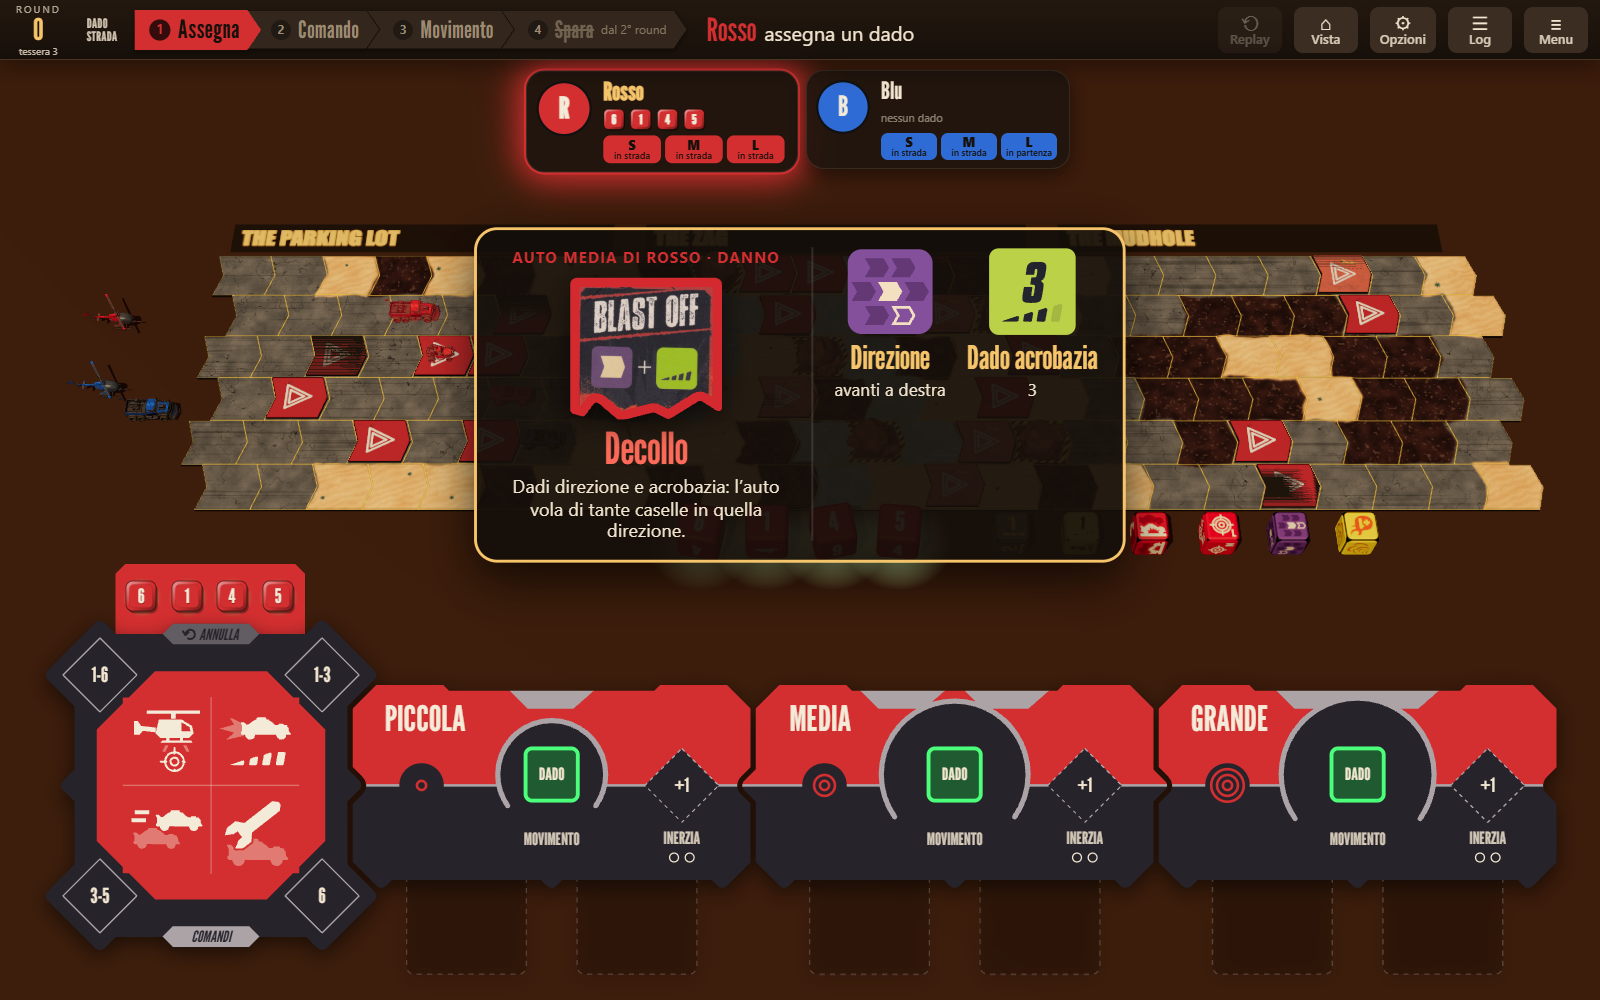 ROUND
0
tessera 3
DADO
STRADA
1 Assegna
2 Comando
3 Movimento
4 Spara dal 2° round
Rosso assegna un dado
Replay
Vista
Opzioni
Log
Menu
R
Rosso
6 1 4 5
S
in strada
M
in strada
L
in strada
B
Blu
nessun dado
S
in strada
M
in strada
L
in partenza
THE PARKING LOT
AUTO MEDIA DI ROSSO · DANNO
BLAST OFF
+
Decollo
Dadi direzione e acrobazia: l'auto
vola di tante caselle in quella
direzione.
Direzione
avanti a destra
3
Dado acrobazia
3
6 1 4 5
ANNULLA
1-6
1-3
3-5
6
COMANDI
PICCOLA
DADO
+1
MOVIMENTO
INERZIA
MEDIA
DADO
+1
MOVIMENTO
INERZIA
GRANDE
DADO
+1
MOVIMENTO
INERZIA